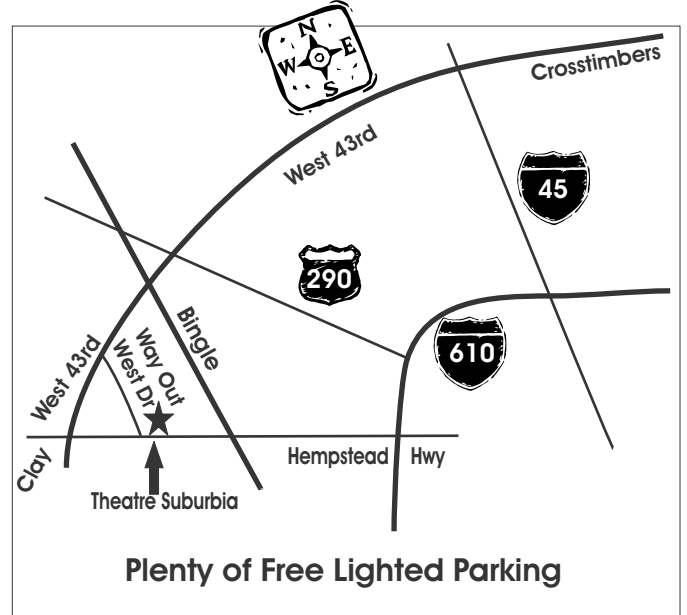 N
W E
S
Crosstimbers
West 43rd
45
290
Bingle
610
West 43rd
Way Out
West Dr
Clay
Hempstead Hwy
Theatre Suburbia
Plenty of Free Lighted Parking